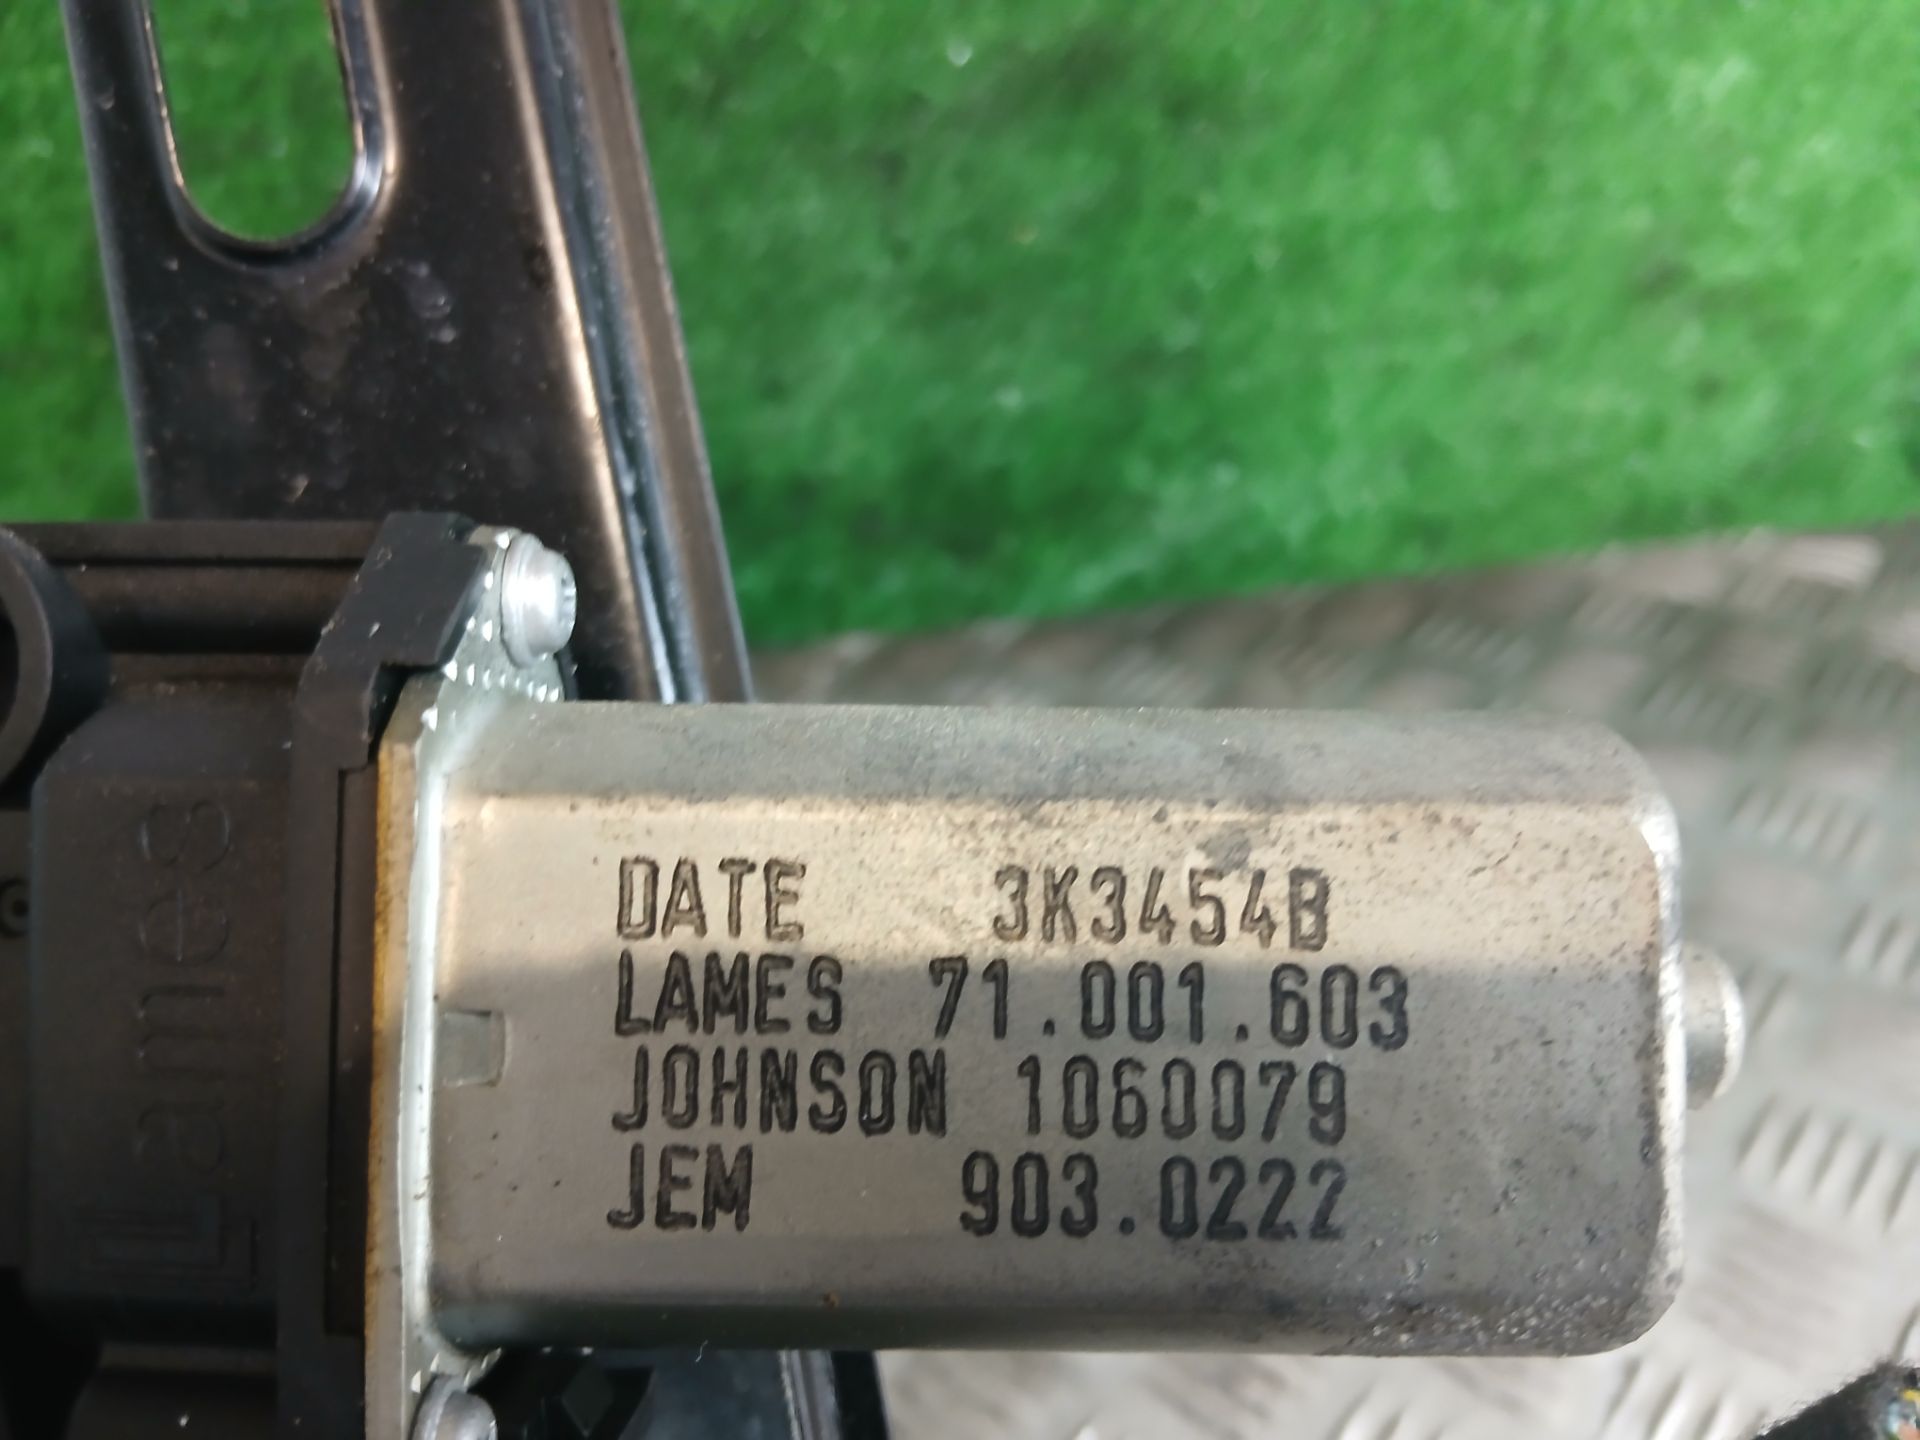 Lames
DATE 3K3454B
LAMES 71.001.603
JOHNSON 1060079
JEM 903.0222